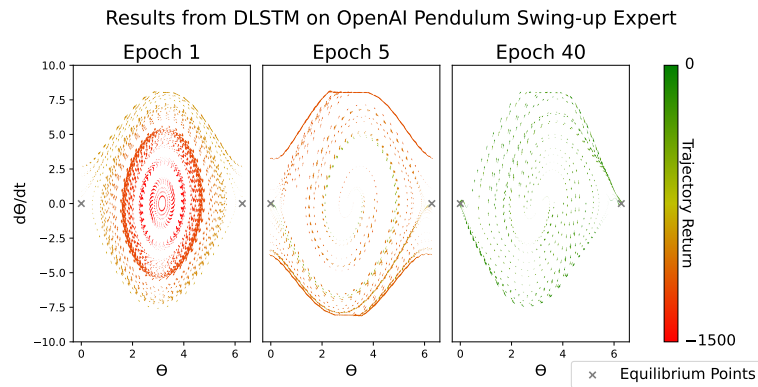 Results from DLSTM on OpenAI Pendulum Swing-up Expert
Epoch 1
Epoch 5
Epoch 40
10.0
7.5
5.0
2.5
0.0
−2.5
−5.0
−7.5
−10.0
dΘ/dt
0 2 4 6
0 2 4 6
0 2 4 6
Θ
Θ
Θ
0
−1500
Trajectory Return
Equilibrium Points